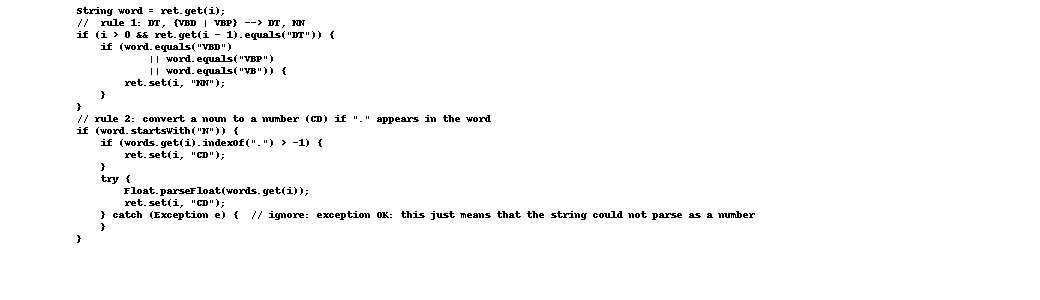 String word = ret.get(i);
//  rule 1: DT, {VBD | VBP} --> DT, NN
if (i > 0 && ret.get(i - 1).equals("DT")) {
    if (word.equals("VBD")
            || word.equals("VBP")
            || word.equals("VB")) {
        ret.set(i, "NN");
    }
}
// rule 2: convert a noun to a number (CD) if "." appears in the word
if (word.startsWith("N")) {
    if (words.get(i).indexOf(".") > -1) {
        ret.set(i, "CD");
    }
    try {
        Float.parseFloat(words.get(i));
        ret.set(i, "CD");
    } catch (Exception e) {  // ignore: exception OK: this just means that the string could not parse as a number
    }
}